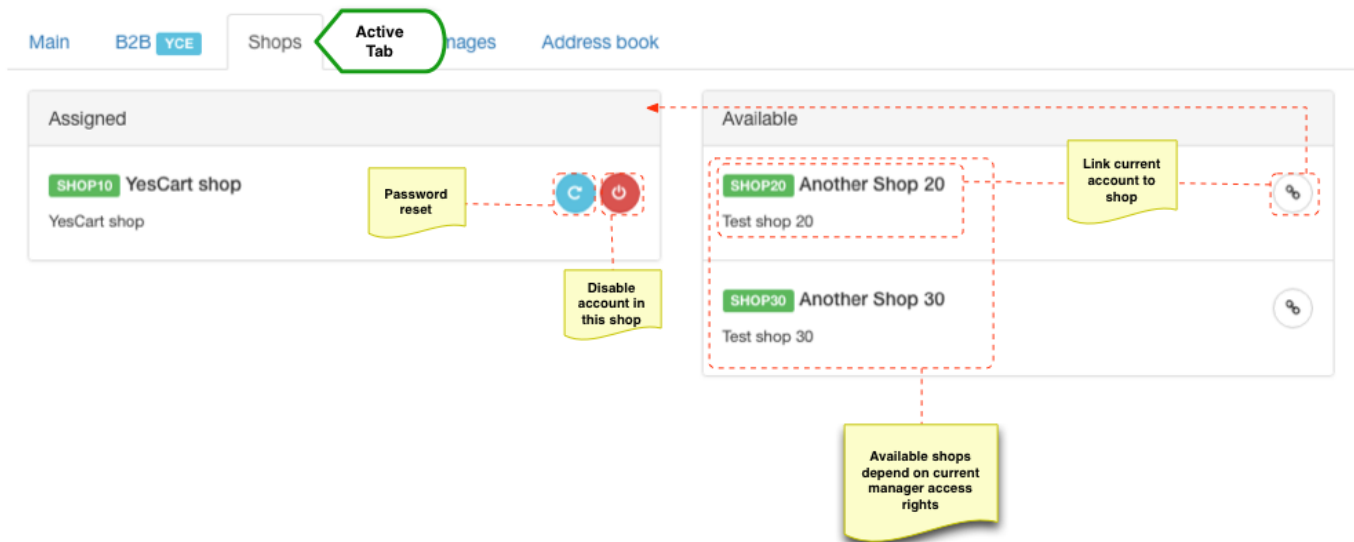 Main B2B YCE Shops Active Tab mages Address book
Assigned
Available
SHOP10 YesCart shop
YesCart shop
Password
reset
Disable
account in
this shop
SHOP20 Another Shop 20
Test shop 20
Link current
account to
shop
SHOP30 Another Shop 30
Test shop 30
Available shops
depend on current
manager access
rights